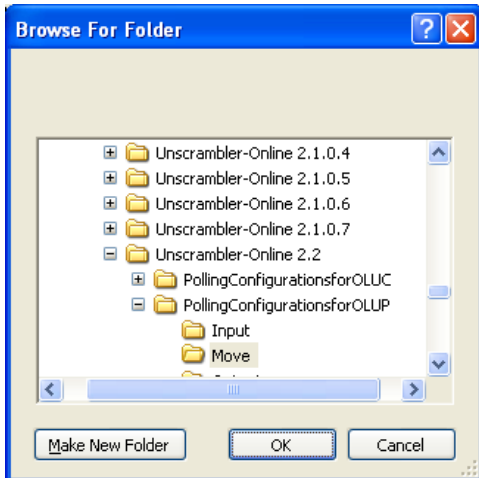 Browse For Folder
Unscrambler-Online 2.1.0.4
Unscrambler-Online 2.1.0.5
Unscrambler-Online 2.1.0.6
Unscrambler-Online 2.1.0.7
Unscrambler-Online 2.2
PollingConfigurationsforOLUC
PollingConfigurationsforOLUP
Input
Move
Make New Folder OK Cancel